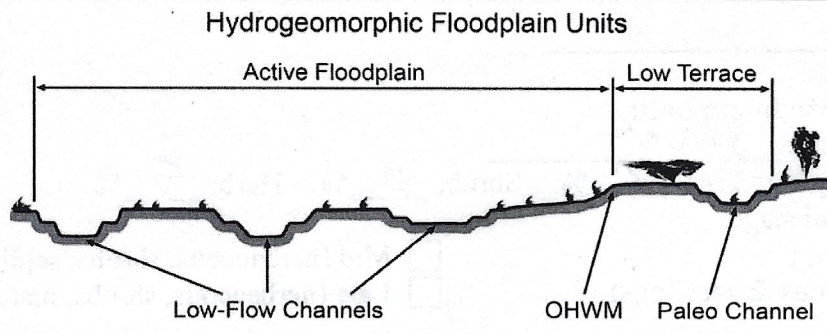 Hydrogeomorphic Floodplain Units
Active Floodplain
Low Terrace
Low-Flow Channels
OHWM
Paleo Channel